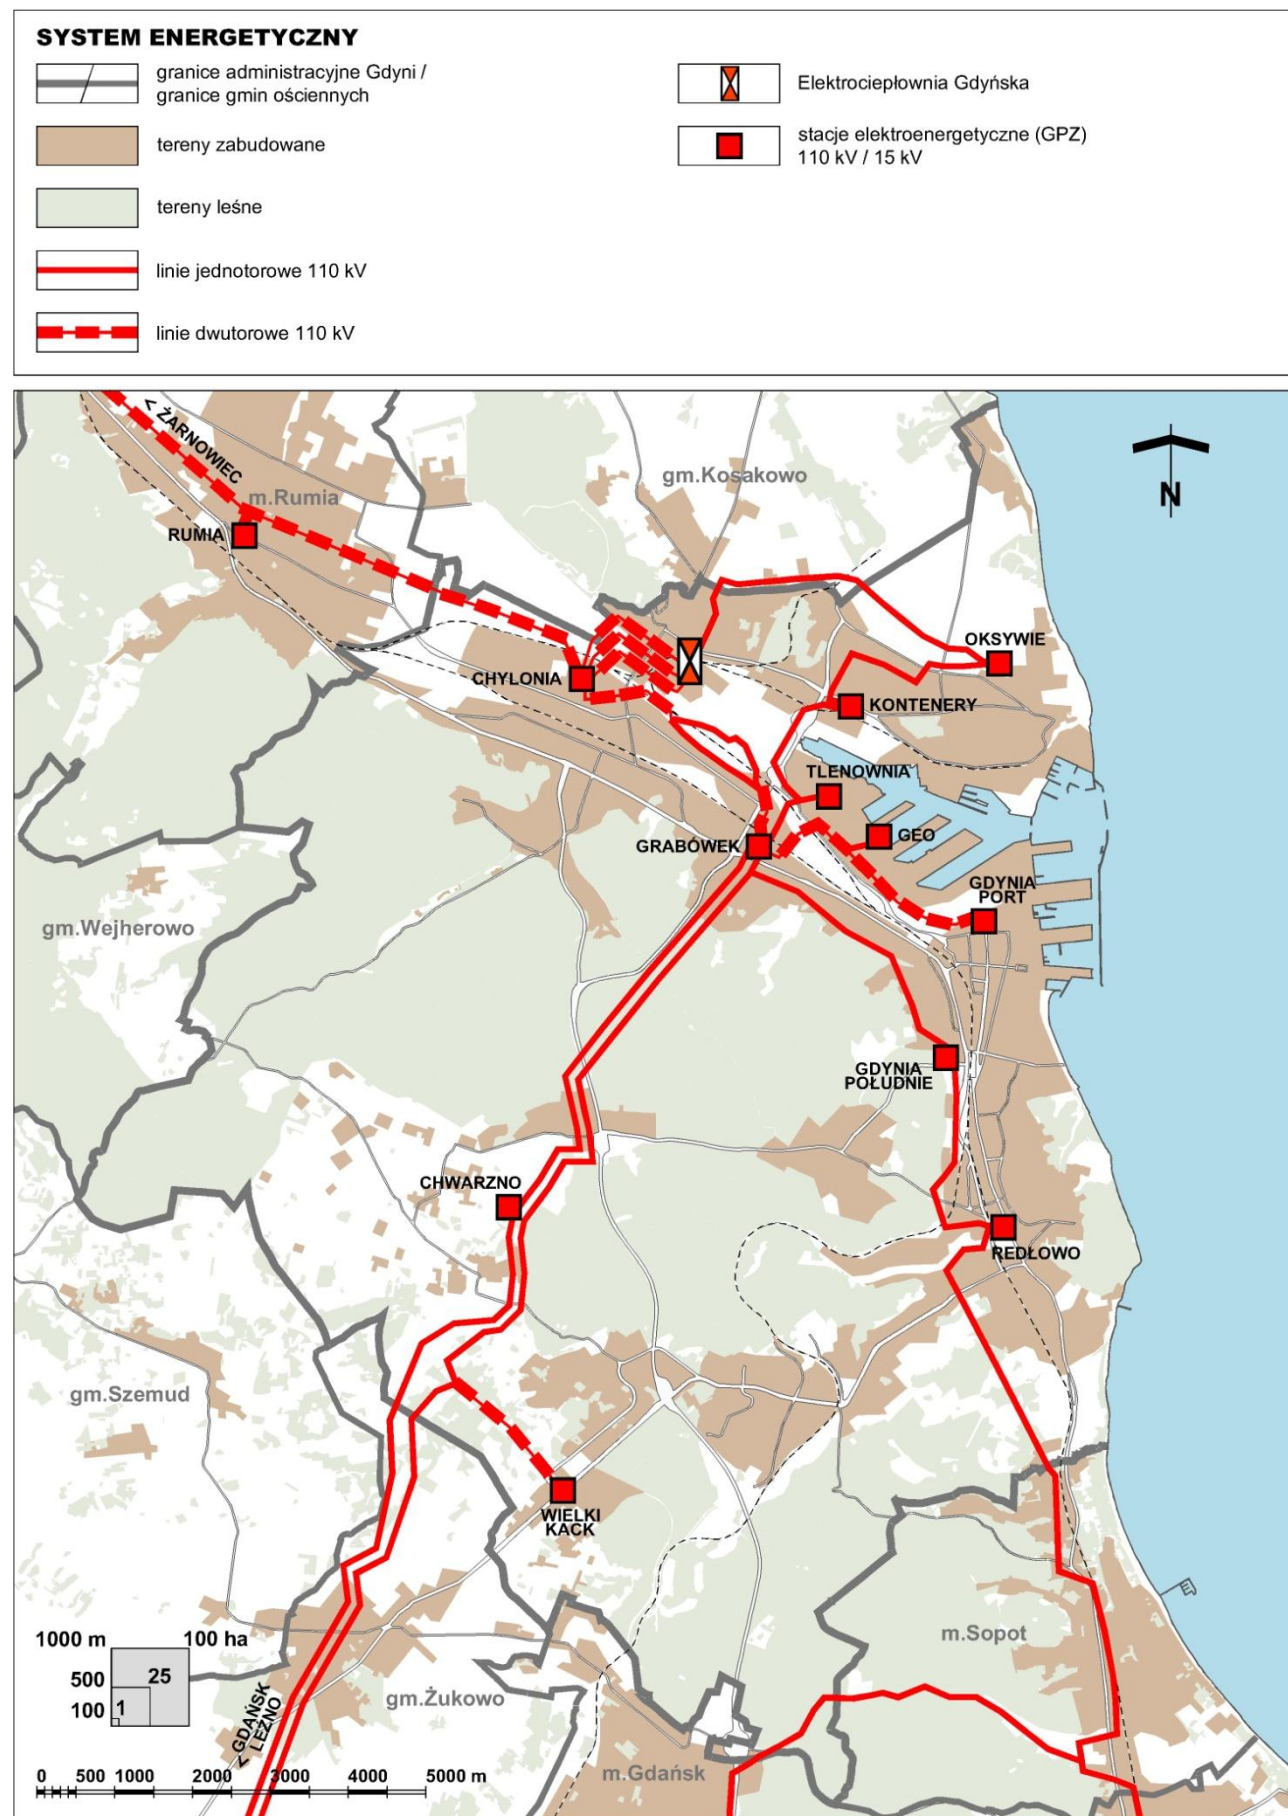 SYSTEM ENERGETYCZNY
granice administracyjne Gdyni /
granice gmin ościennych
tereny zabudowane
tereny leśne
linie jednotorowe 110 kV
linie dwutorowe 110 kV
Elektrociepłownia Gdyńska
stacje elektroenergetyczne (GPZ)
110 kV / 15 kV
< ŻARNOWIEC
m.Rumia
gm.Kosakowo
N
RUMIA
OKSYWIE
CHYLONIA
KONTENERY
TLENOWNIA
GRABÓWEK
GEO
GDYNIA
PORT
gm.Wejherowo
GDYNIA
POŁUDNIE
CHWARZNO
REDŁOWO
gm.Szemud
WIELKI
KACK
m.Sopot
gm.Żukowo
m.Gdańsk
< GDAŃSK
LEŹNO
1000 m 100 ha
500 25
100 1
0 500 1000 2000 3000 4000 5000 m